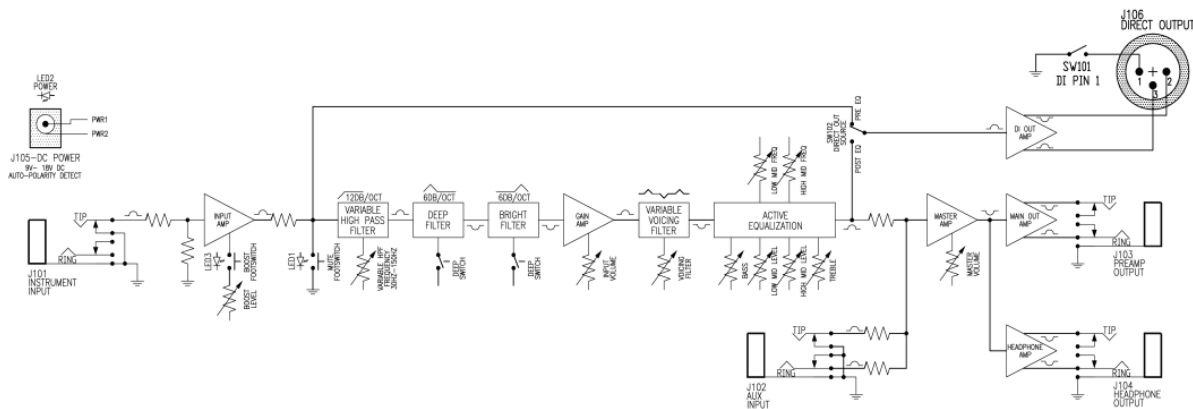 J106
DIRECT OUTPUT
SW101
DI PIN 1
1
2
3
LED2
POWER
PWR1
PWR2
J105-DC POWER
9V- 18V DC
AUTO-POLARITY DETECT
PRE EQ
SW102
DIRECT OUT
SOURCE
POST EQ
DI OUT
AMP
LOW MID FREQ
HIGH MID FREQ
TIP
RING
J101
INSTRUMENT
INPUT
INPUT
AMP
LED3
BOOST
FOOTSWITCH
BOOST
LEVEL
LED1
MUTE
FOOTSWITCH
12DB/OCT
VARIABLE
HIGH PASS
FILTER
VARIABLE HPF
FREQUENCY
30HZ-150HZ
6DB/OCT
DEEP
FILTER
DEEP
SWITCH
6DB/OCT
BRIGHT
FILTER
DEEP
SWITCH
GAIN
AMP
INPUT
VOLUME
VARIABLE
VOICING
FILTER
VOICING
FILTER
ACTIVE
EQUALIZATION
BASS
LOW MID LEVEL
HIGH MID LEVEL
TREBLE
MASTER
AMP
MASTER
VOLUME
MAIN OUT
AMP
TIP
RING
J103
PREAMP
OUTPUT
TIP
RING
J102
AUX
INPUT
HEADPHONE
AMP
TIP
RING
J104
HEADPHONE
OUTPUT